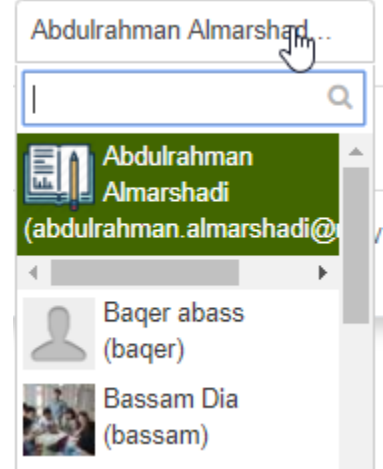 Abdulrahman Almarshad...
Abdulrahman
Almarshadi
(abdulrahman.almarshadi@
Baqer abass
(baqer)
Bassam Dia
(bassam)